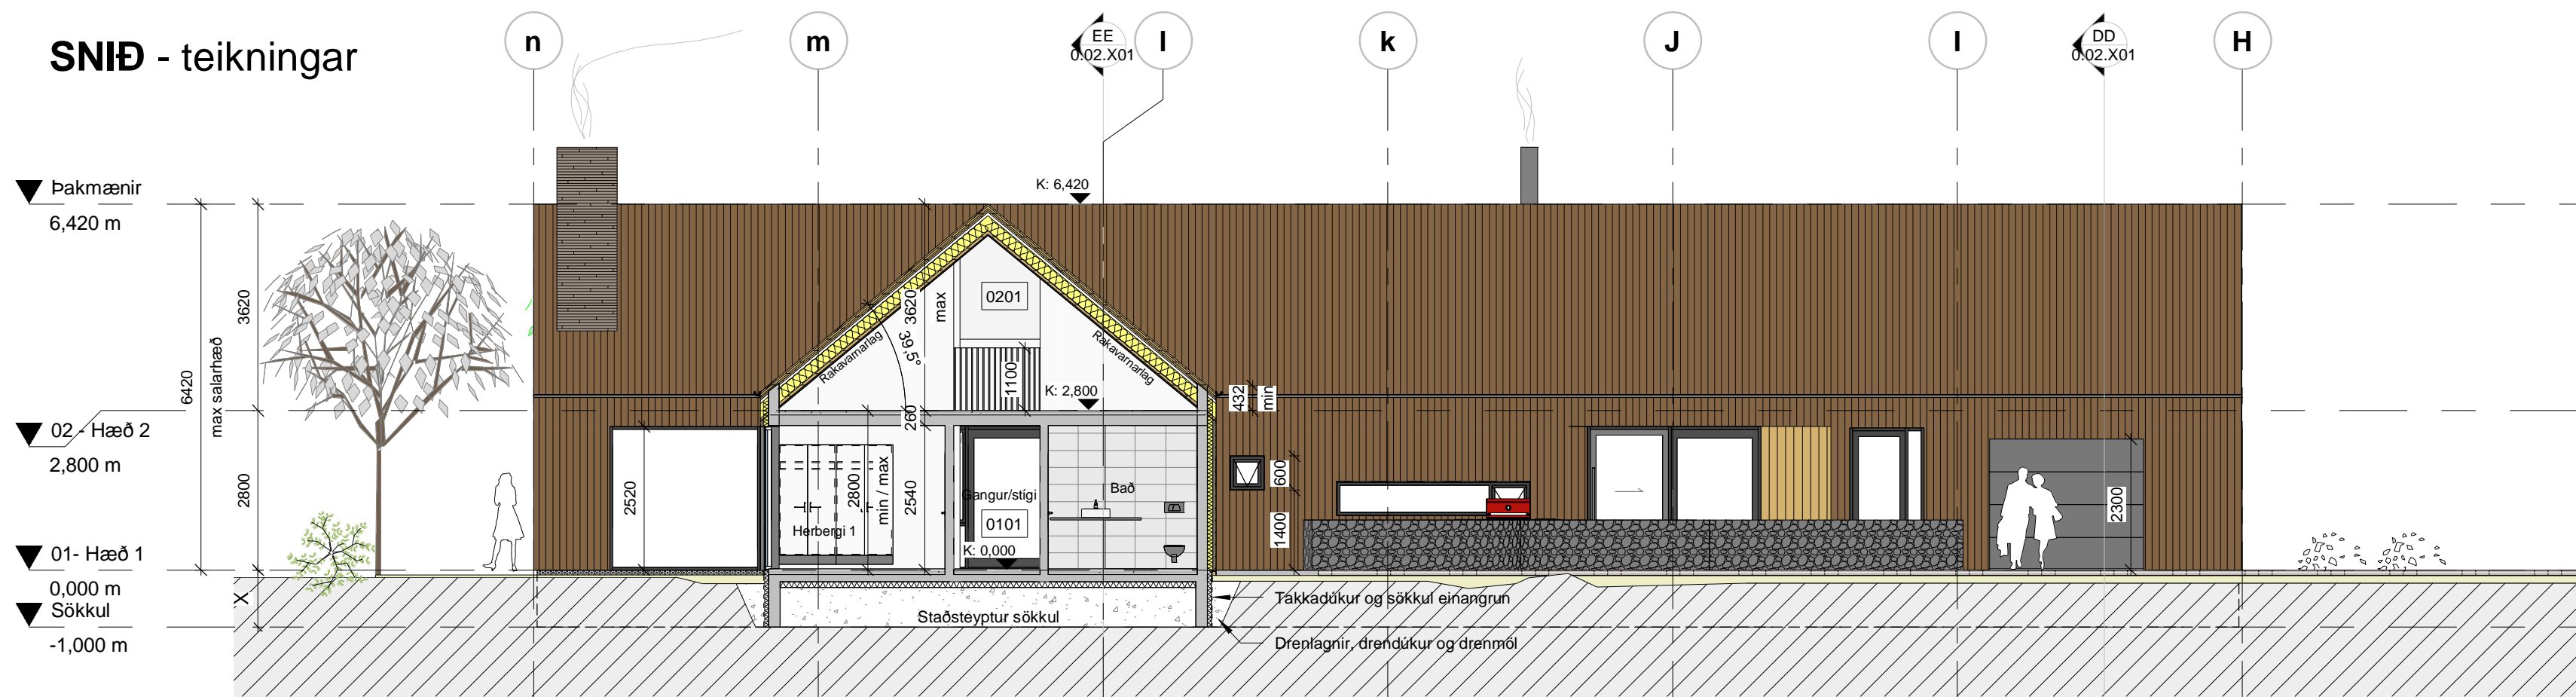 SNIÐ - teikningar
n
m
EE
0.02.X01
l
k
J
I
DD
0.02.X01
H
Þakmænir
6,420 m
K: 6,420
3620
6420
max salarhæð
2800
02 - Hæð 2
2,800 m
01- Hæð 1
0,000 m
Sökkul
-1,000 m
X
0201
3620
max
39,5°
Rakavarnarlag
Rakavarnarlag
1100
K: 2,800
260
432
min
2520
2800
min / max
2540
Herbergi 1
Gangur/stígi
0101
K: 0,000
Bað
600
1400
2300
Staðsteyptur sökkul
Takkadúkur og sökkul einangrun
Drenlagnir, drendúkur og drenmöl